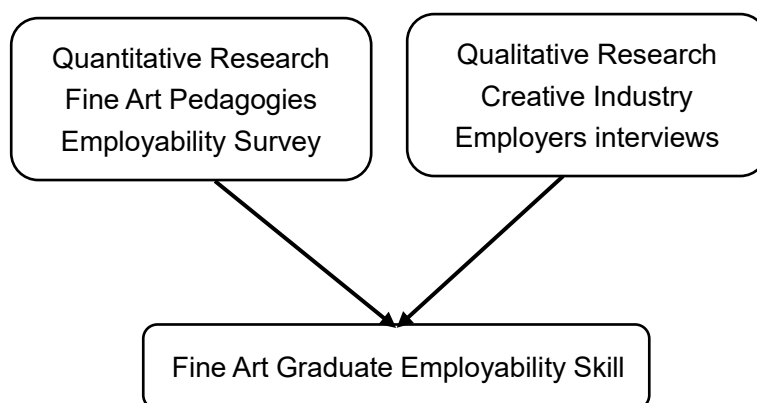 Quantitative Research
Fine Art Pedagogies
Employability Survey
Qualitative Research
Creative Industry
Employers interviews
Fine Art Graduate Employability Skill